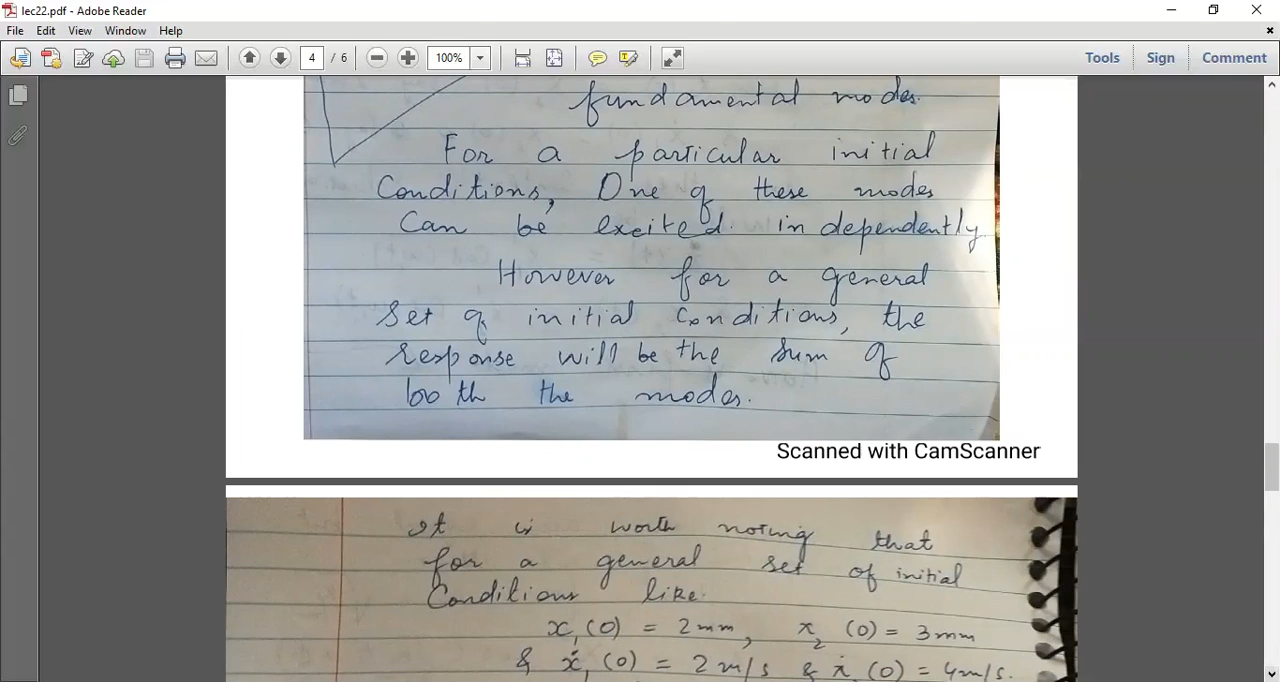 lec22.pdf - Adobe Reader
File Edit View Window Help
4 / 6 100% Tools Sign Comment
fundamental modes.
For a particular initial
Conditions, One of these modes
Can be excited independently
However for a general
set of initial conditions, the
response will be the sum of
both the modes.
Scanned with CamScanner
It is worth noting that
for a general set of initial
Conditions like
x₁(0) = 2mm, x₂(0) = 3mm
& ẋ₁(0) = 2m/s & ẋ₂(0) = 4m/s.